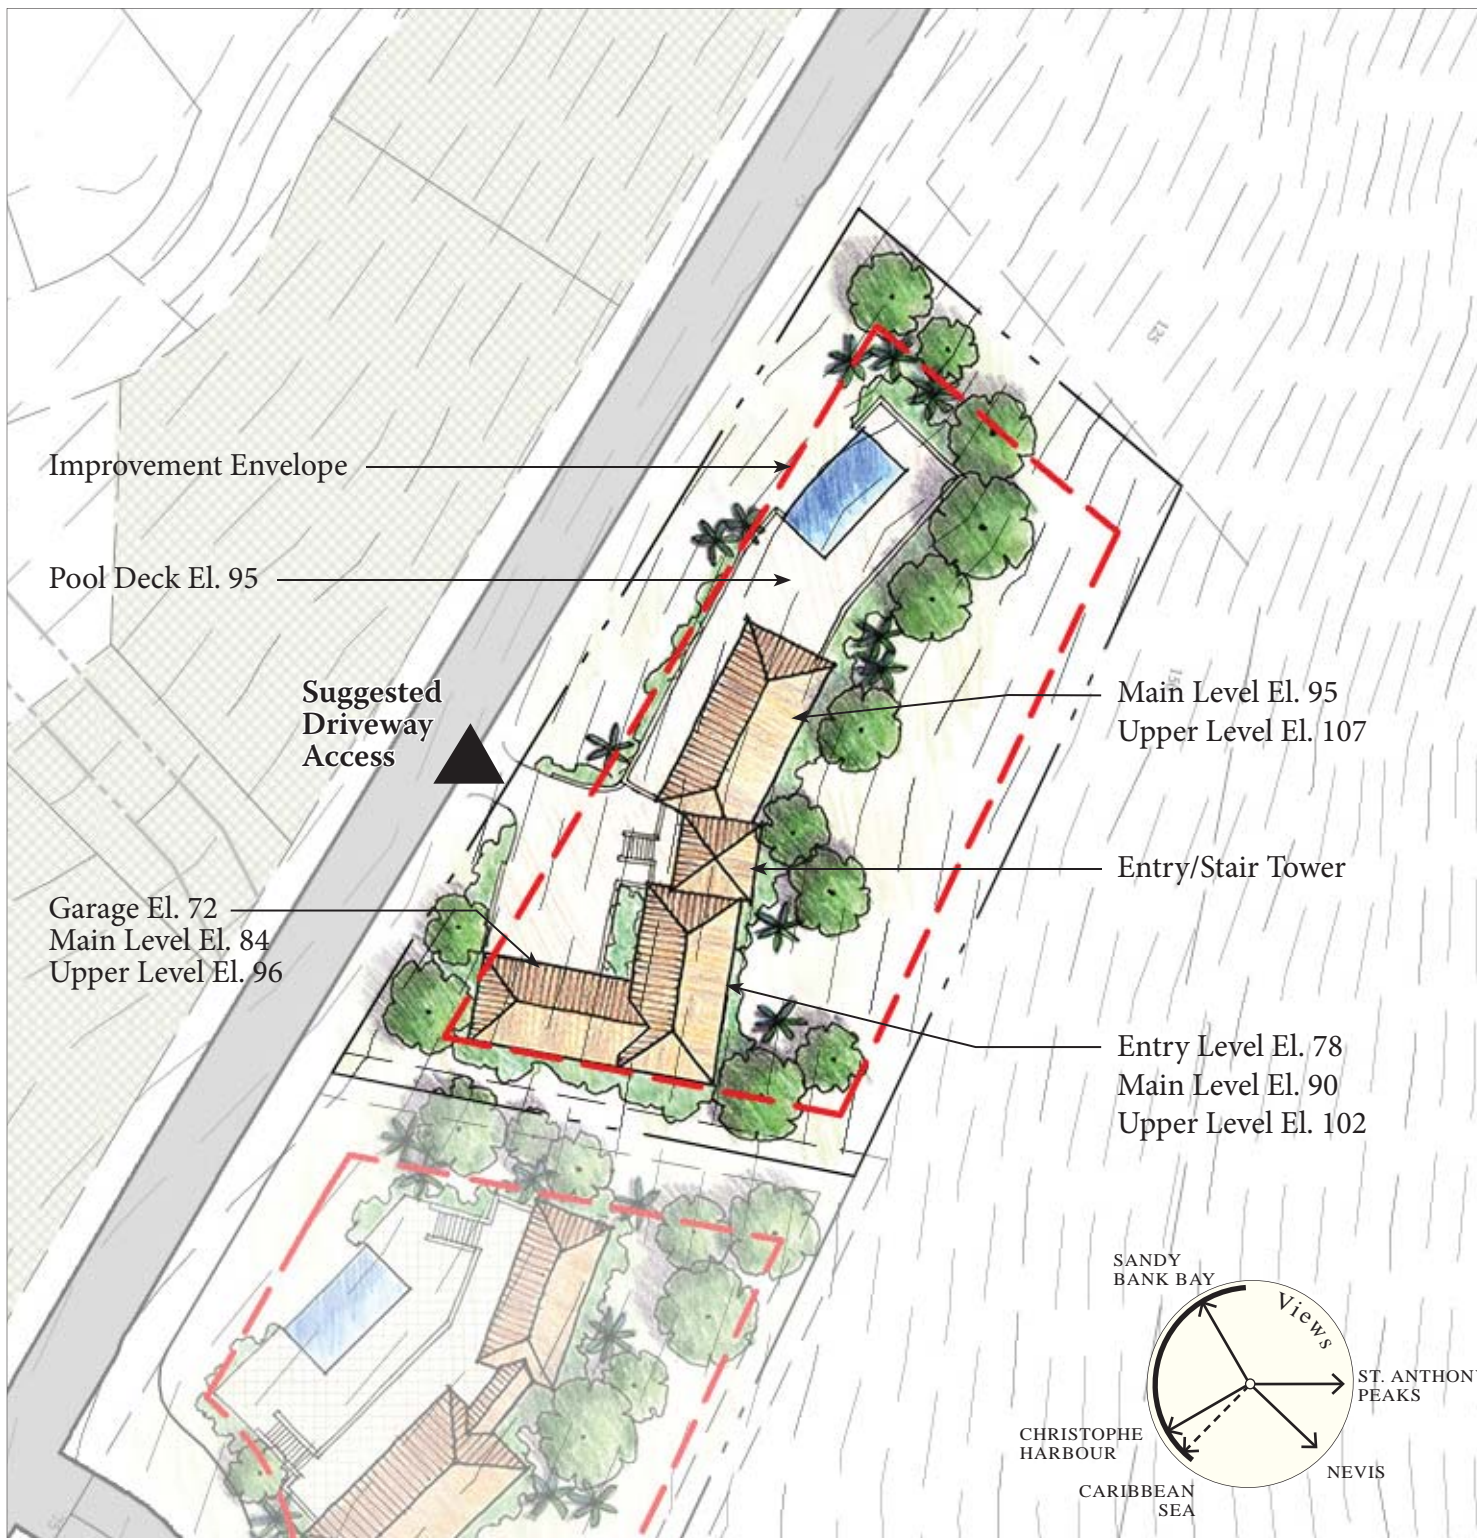 125
Improvement Envelope
Pool Deck El. 95
Suggested
Driveway
Access
Main Level El. 95
Upper Level El. 107
Entry/Stair Tower
Garage El. 72
Main Level El. 84
Upper Level El. 96
Entry Level El. 78
Main Level El. 90
Upper Level El. 102
SANDY
BANK BAY
Views
ST. ANTHON
PEAKS
CHRISTOPHE
HARBOUR
NEVIS
CARIBBEAN
SEA